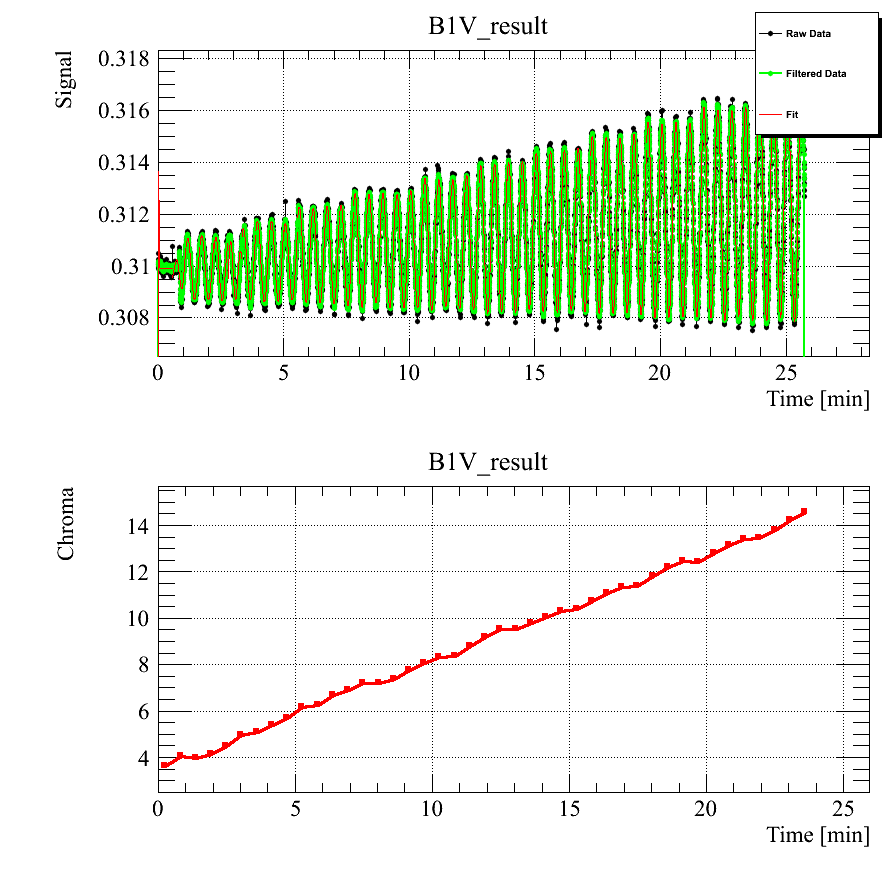 B1V_result
Signal
Raw Data
Filtered Data
Fit
0.318
0.316
0.314
0.312
0.31
0.308
0 5 10 15 20 25
Time [min]
B1V_result
Chroma
14
12
10
8
6
4
0 5 10 15 20 25
Time [min]